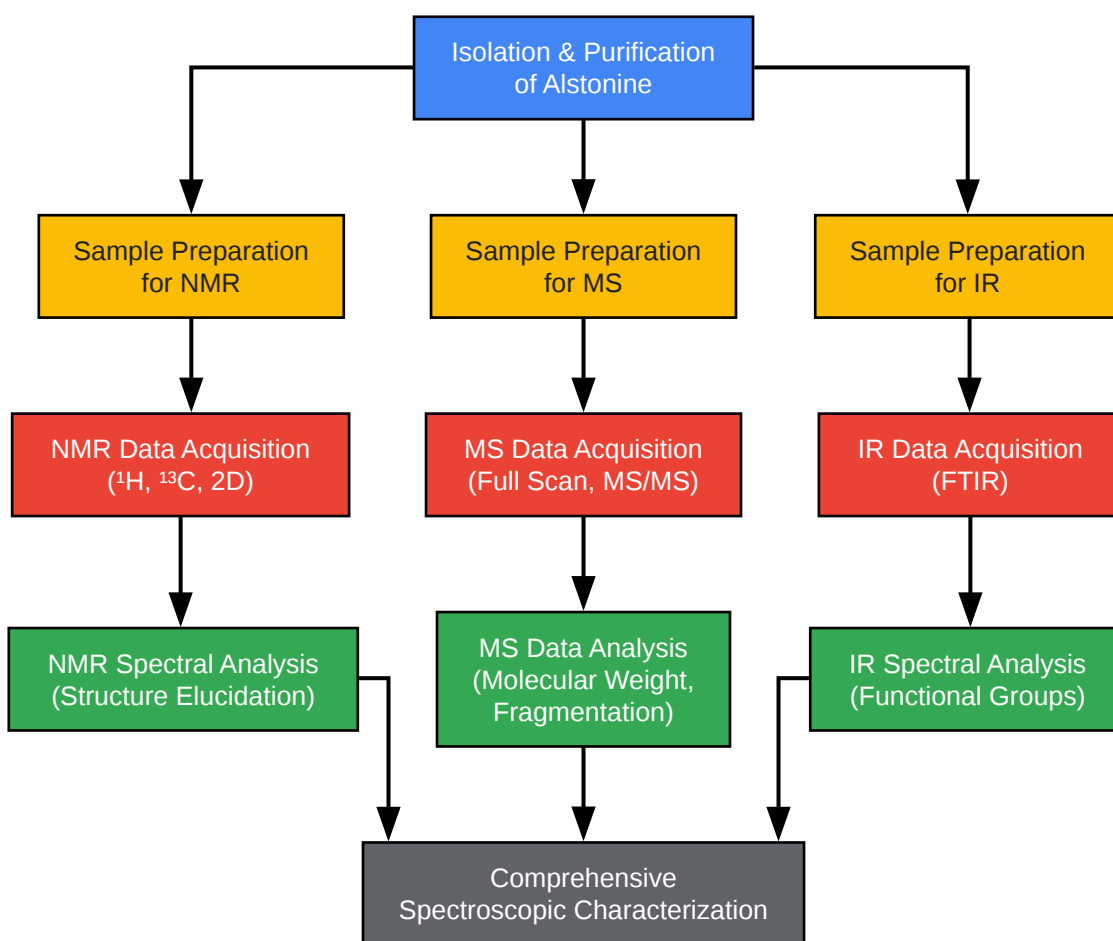 Isolation & Purification
of Alstonine
Sample Preparation
for NMR
Sample Preparation
for MS
Sample Preparation
for IR
NMR Data Acquisition
(¹H, ¹³C, 2D)
MS Data Acquisition
(Full Scan, MS/MS)
IR Data Acquisition
(FTIR)
NMR Spectral Analysis
(Structure Elucidation)
MS Data Analysis
(Molecular Weight,
Fragmentation)
IR Spectral Analysis
(Functional Groups)
Comprehensive
Spectroscopic Characterization